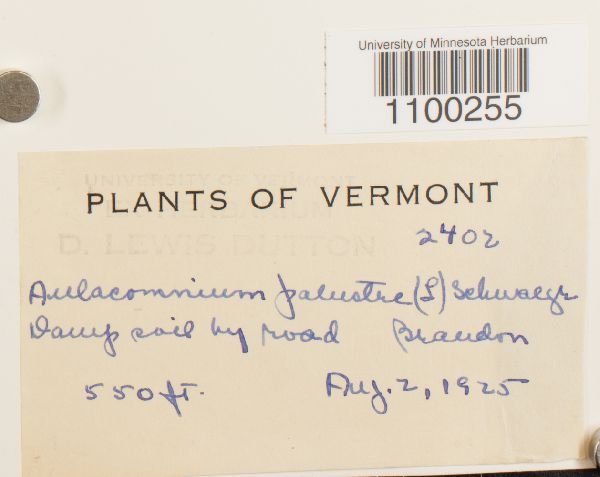 University of Minnesota Herbarium
1100255
UNIVERSITY OF VERMONT
HERBARIUM
D. LEWIS DUTTON
PLANTS OF VERMONT
2402
Aulacomnium palustre (L) Schwaegr
Damp soil by road Brandon
550 ft. Aug. 2, 1925